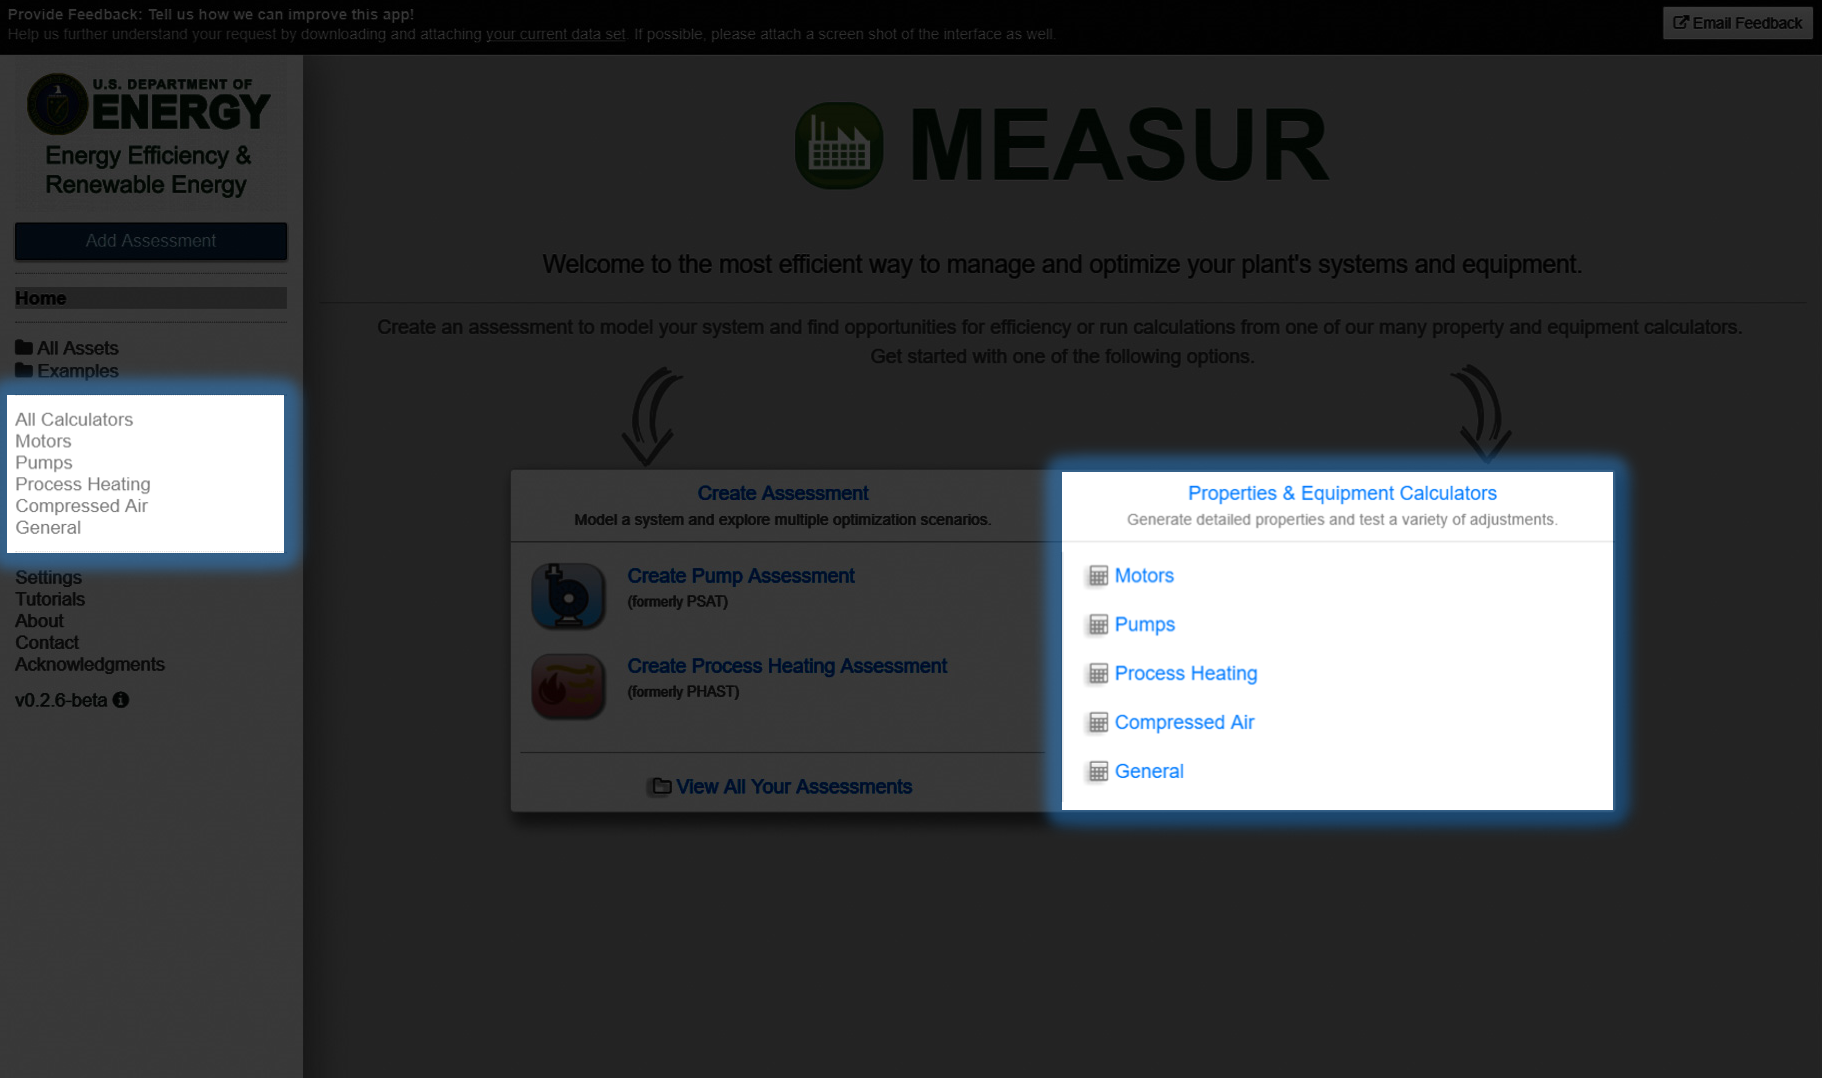 Provide Feedback: Tell us how we can improve this app!
Help us further understand your request by downloading and attaching your current data set. If possible, please attach a screen shot of the interface as well.
Email Feedback
U.S. DEPARTMENT OF
ENERGY
Energy Efficiency &
Renewable Energy
Add Assessment
Home
All Assets
Examples
All Calculators
Motors
Pumps
Process Heating
Compressed Air
General
Settings
Tutorials
About
Contact
Acknowledgments
v0.2.6-beta
MEASUR
Welcome to the most efficient way to manage and optimize your plant's systems and equipment.
Create an assessment to model your system and find opportunities for efficiency or run calculations from one of our many property and equipment calculators.
Get started with one of the following options.
Create Assessment
Model a system and explore multiple optimization scenarios.
Create Pump Assessment
(formerly PSAT)
Create Process Heating Assessment
(formerly PHAST)
View All Your Assessments
Properties & Equipment Calculators
Generate detailed properties and test a variety of adjustments.
Motors
Pumps
Process Heating
Compressed Air
General